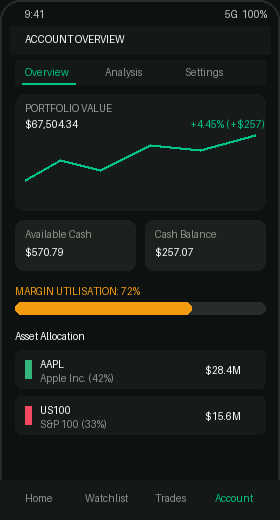 9:41 5G 100%
ACCOUNT OVERVIEW
Overview Analysis Settings
PORTFOLIO VALUE
$67,504.34 +4.45% (+$257)
Available Cash Cash Balance
$570.79 $257.07
MARGIN UTILISATION: 72%
Asset Allocation
AAPL
Apple Inc. (42%) $28.4M
US100
S&P 100 (33%) $15.6M
Home Watchlist Trades Account